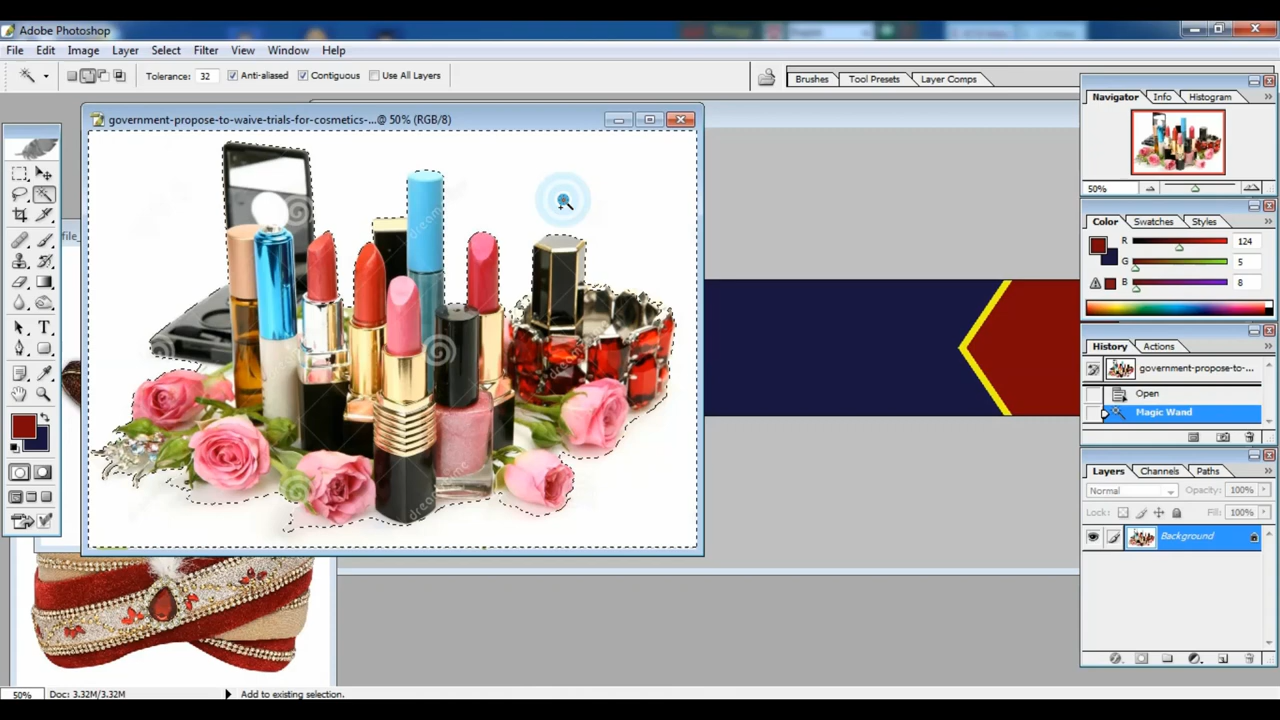 Adobe Photoshop
File Edit Image Layer Select Filter View Window Help
Tolerance: 32 Anti-aliased Contiguous Use All Layers
Brushes Tool Presets Layer Comps
government-propose-to-waive-trials-for-cosmetics-...@ 50% (RGB/8)
Navigator Info Histogram
50%
Color Swatches Styles
R 124
G 5
B 8
file_
History Actions
government-propose-to-...
Open
Magic Wand
Layers Channels Paths
Normal Opacity: 100%
Lock: Fill: 100%
Background
dreamstime
50% Doc: 3.32M/3.32M Add to existing selection.